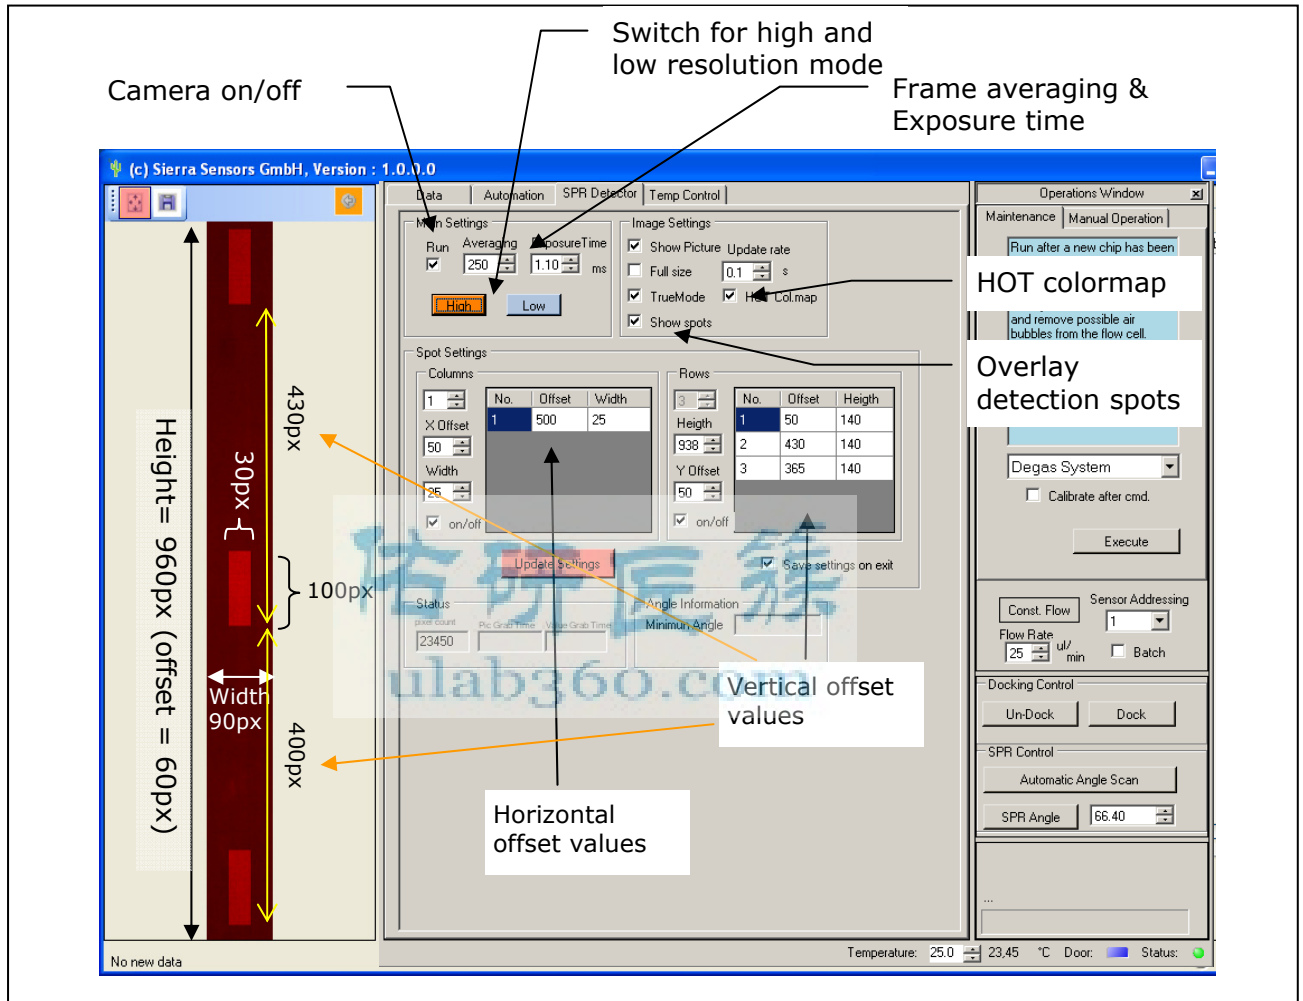 Switch for high and
low resolution mode
Camera on/off
Frame averaging &
Exposure time
(c) Sierra Sensors GmbH, Version : 1.0.0.0
Data
Automation
SPR Detector
Temp Control
Operations Window
Maintenance
Manual Operation
Main Settings
Run
Averaging
ExposureTime
250
1.10
ms
High
Low
Image Settings
Show Picture
Update rate
Full size
0.1
s
TrueMode
HOT Col.map
Show spots
Run after a new chip has been
HOT colormap
and remove possible air
bubbles from the flow cell.
Overlay
detection spots
Spot Settings
Columns
1
X Offset
50
Width
25
on/off
No. Offset Width
1 500 25
Rows
3
Heigth
938
Y Offset
50
on/off
No. Offset Heigth
1 50 140
2 430 140
3 365 140
Update Settings
Save settings on exit
Degas System
Calibrate after cmd.
Execute
Status
pixel count
Pic Grab Time
Value Grab Time
23450
Angle Information
Minimun Angle
Const. Flow
Sensor Addressing
1
Flow Rate
25
ul/
min
Batch
Docking Control
Un-Dock
Dock
SPR Control
Automatic Angle Scan
SPR Angle
66.40
...
Height= 960px (offset = 60px)
430px
30px
100px
Width
90px
400px
Vertical offset
values
Horizontal
offset values
佑研匠簇
ulab360.com
No new data
Temperature: 25.0 23,45 °C Door: Status: